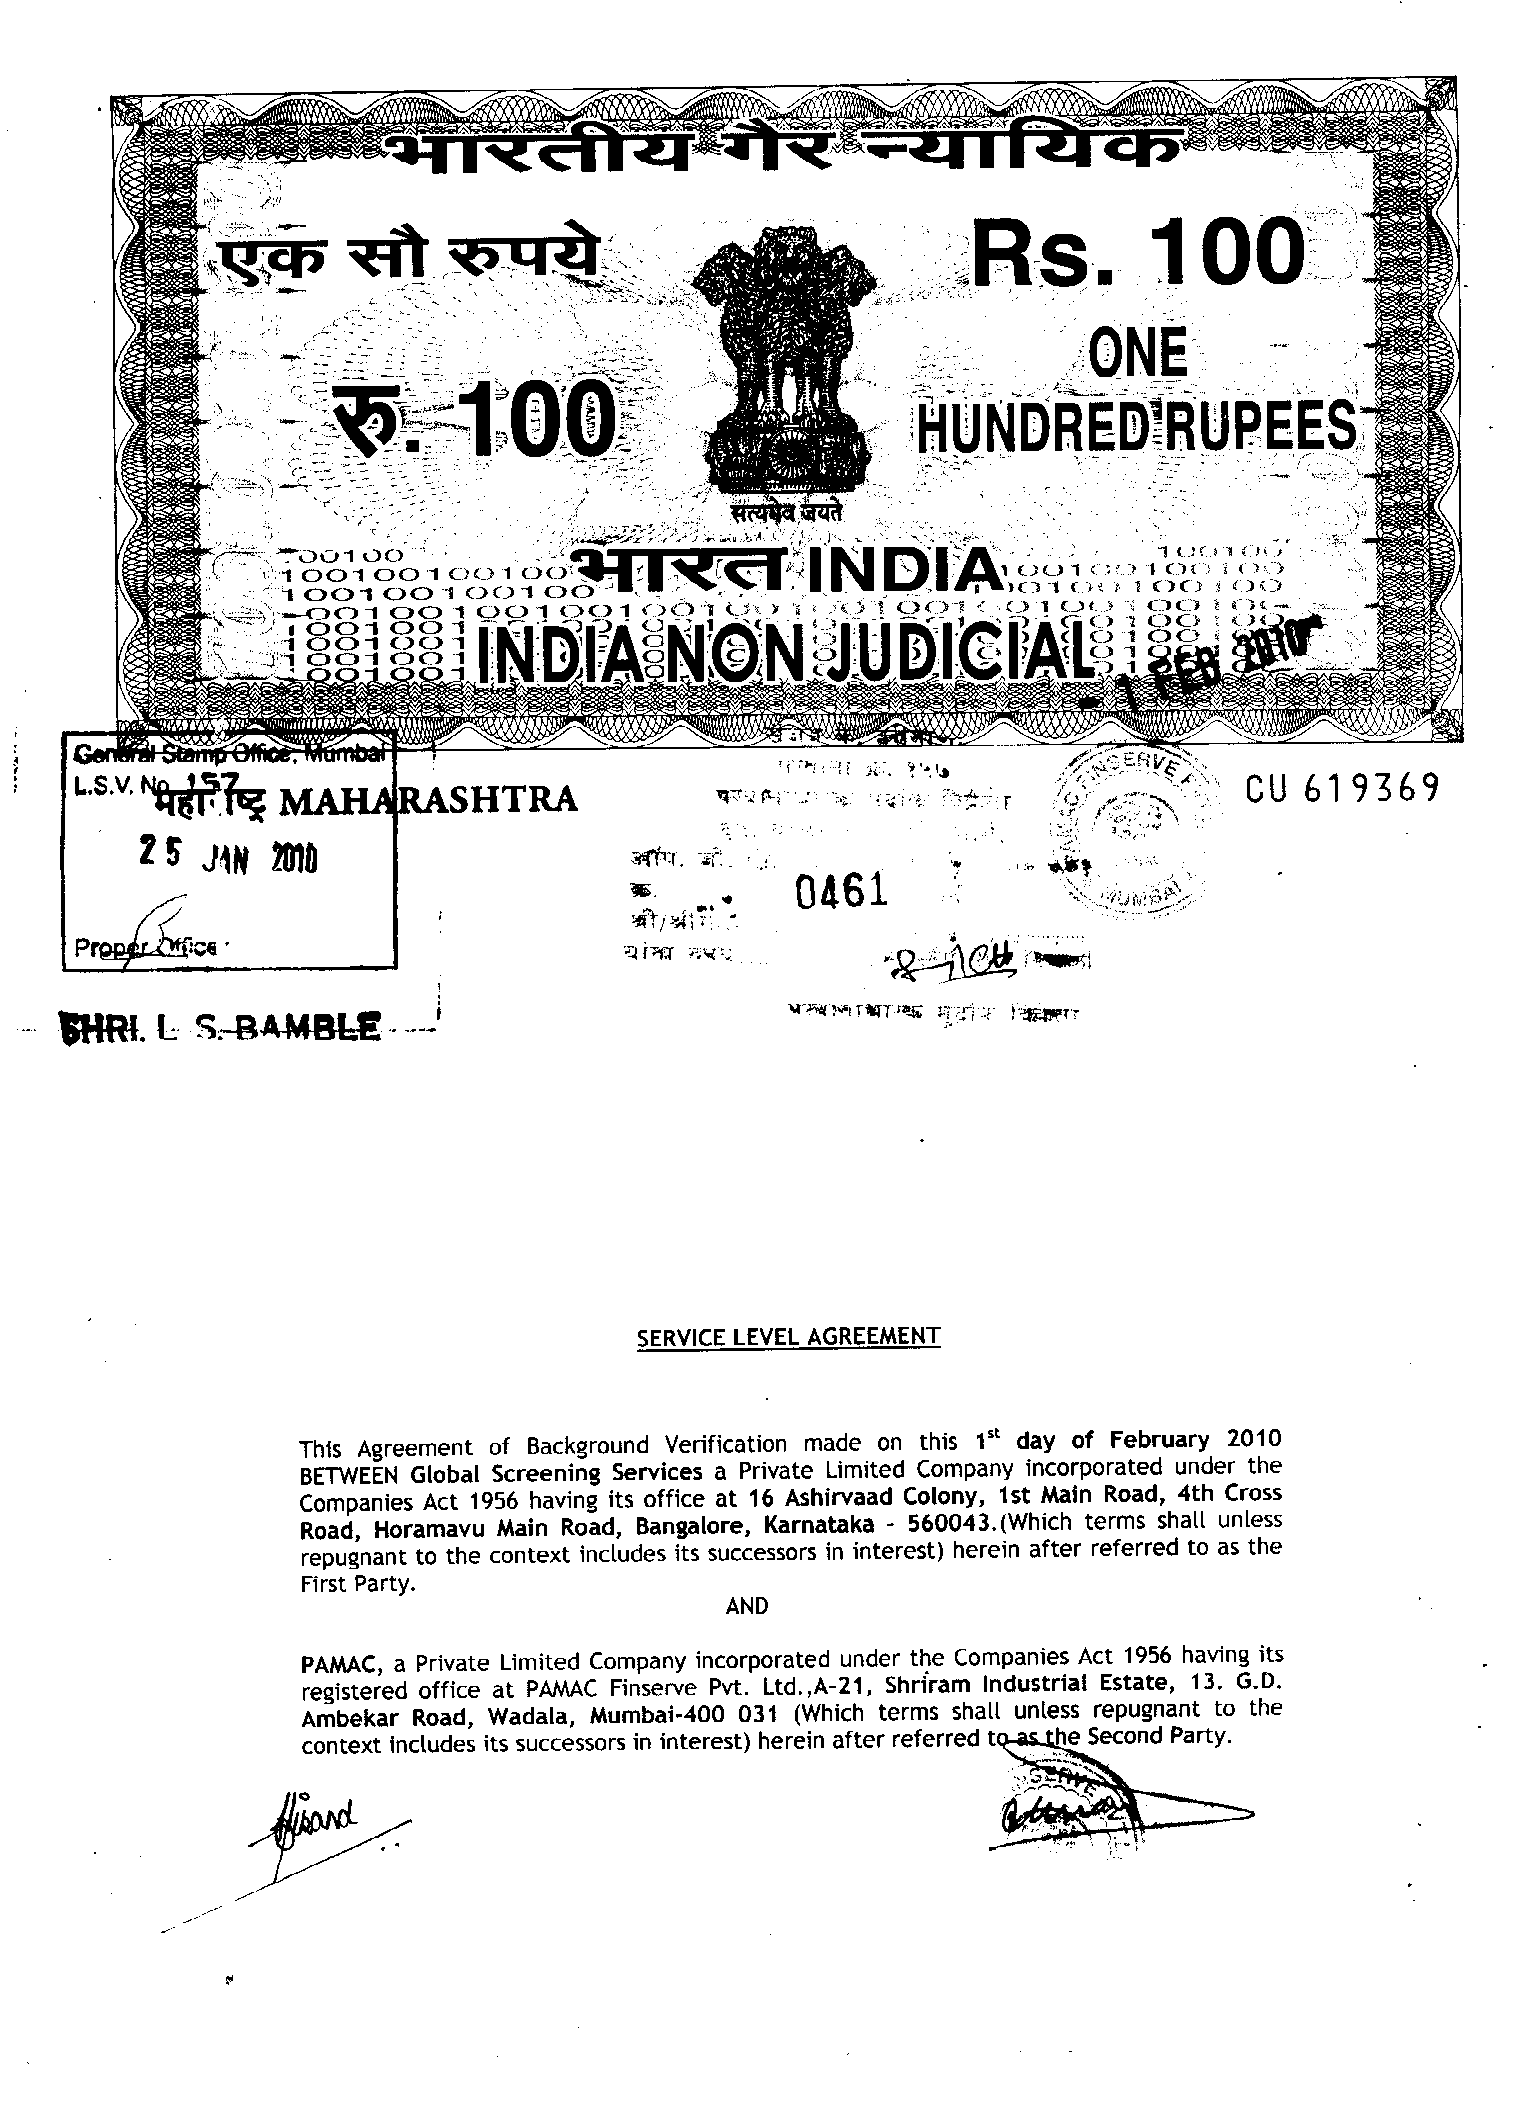 भारतीय गैर न्यायिक
एक सौ रुपये
Rs. 100
ONE
रु. 100
HUNDRED RUPEES
सत्यमेव जयते
भारत INDIA
INDIA NON JUDICIAL
- 1 FEB 2010
General Stamp Office, Mumbai
L.S.V. No. 157
महाराष्ट्र MAHARASHTRA
CU 619369
25 JAN 2010
0461
Proper Office
SHRI. L. S. BAMBLE
MUMBAI
SERVICE LEVEL AGREEMENT
This Agreement of Background Verification made on this 1st day of February 2010
BETWEEN Global Screening Services a Private Limited Company incorporated under the
Companies Act 1956 having its office at 16 Ashirvaad Colony, 1st Main Road, 4th Cross
Road, Horamavu Main Road, Bangalore, Karnataka - 560043.(Which terms shall unless
repugnant to the context includes its successors in interest) herein after referred to as the
First Party.
AND
PAMAC, a Private Limited Company incorporated under the Companies Act 1956 having its
registered office at PAMAC Finserve Pvt. Ltd.,A-21, Shriram Industrial Estate, 13. G.D.
Ambekar Road, Wadala, Mumbai-400 031 (Which terms shall unless repugnant to the
context includes its successors in interest) herein after referred to as the Second Party.